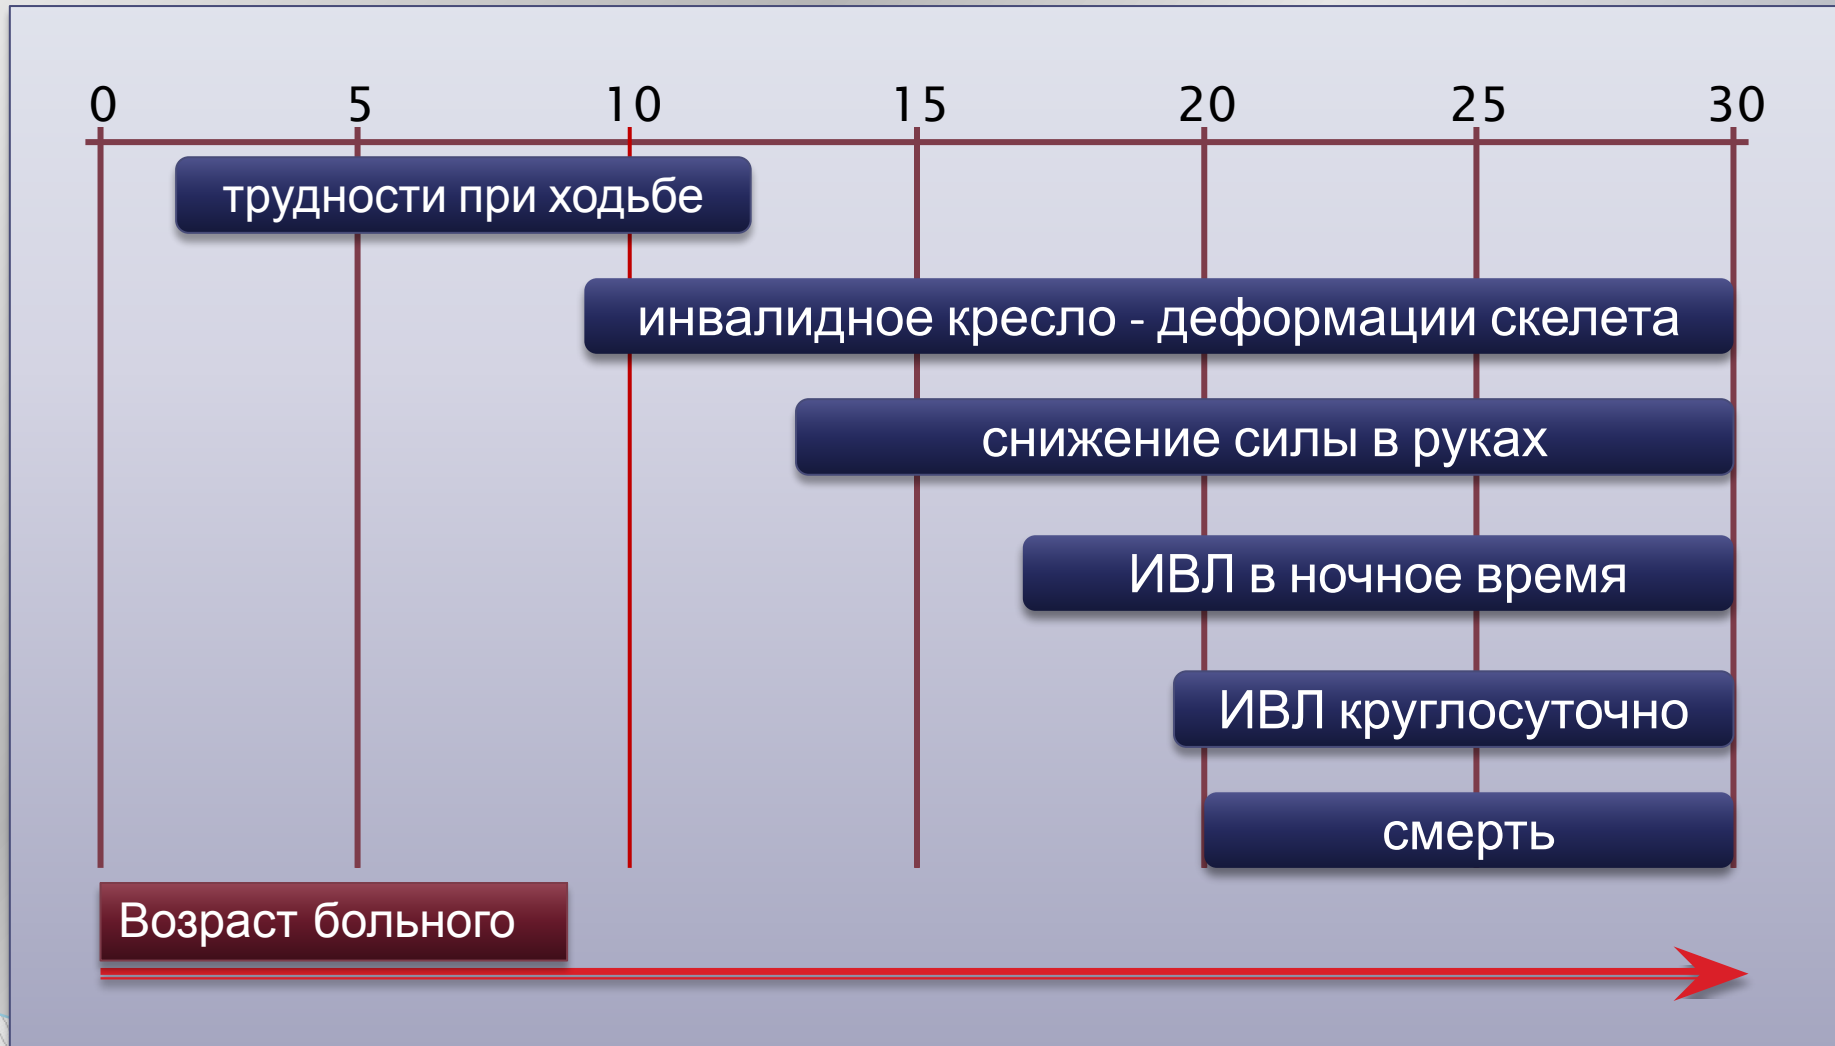 0 5 10 15 20 25 30
трудности при ходьбе
инвалидное кресло - деформации скелета
снижение силы в руках
ИВЛ в ночное время
ИВЛ круглосуточно
смерть
Возраст больного